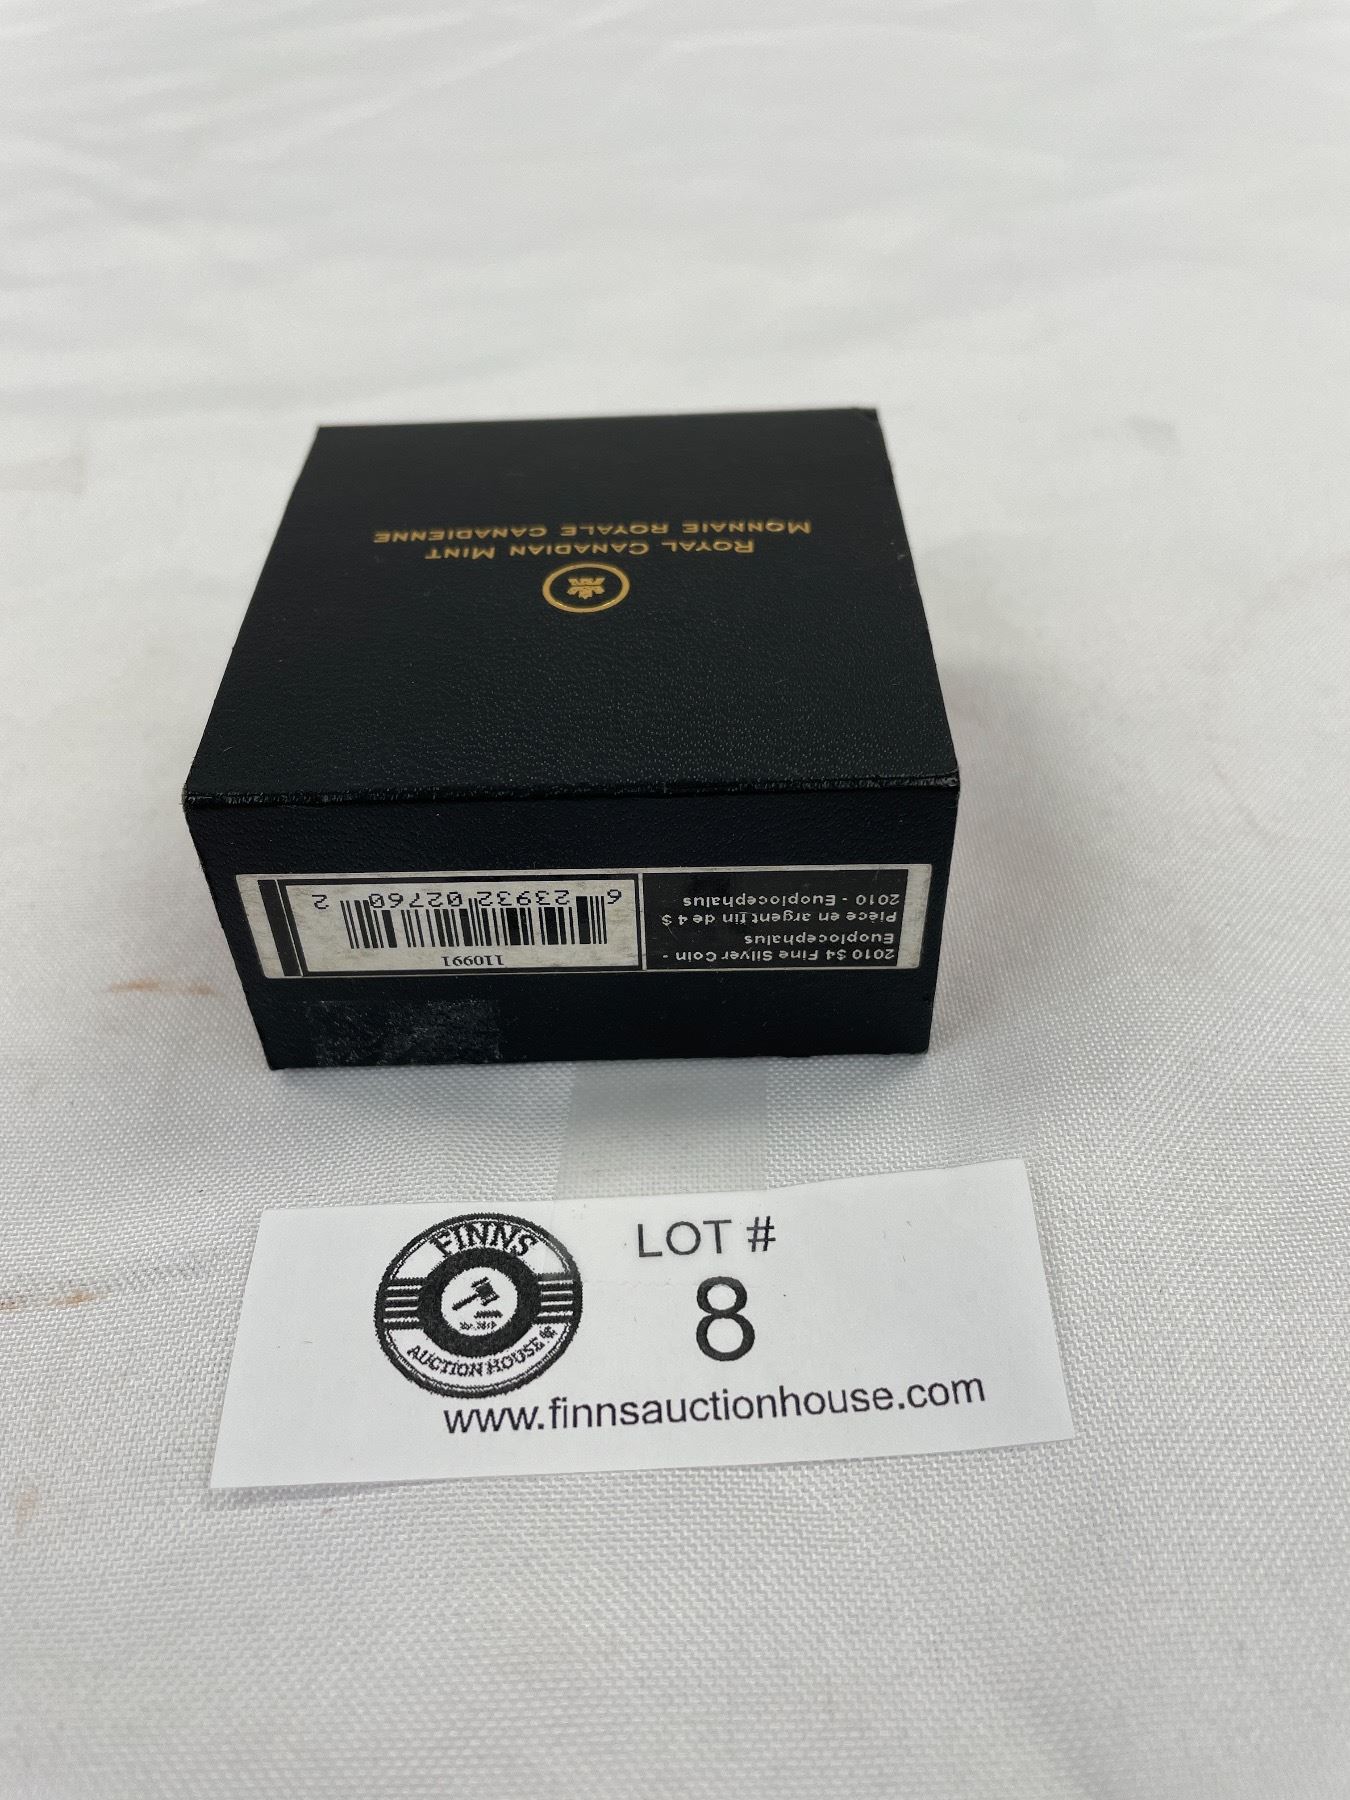 ROYAL CANADIAN MINT
MONNAIE ROYALE CANADIENNE
110991
6 23932 02760 2
2010 $4 Fine Silver Coin -
Euoplocephalus
Pièce en argent fin de 4 $
2010 - Euoplocephalus
FINNS
AUCTION HOUSE
LOT #
8
www.finnsauctionhouse.com